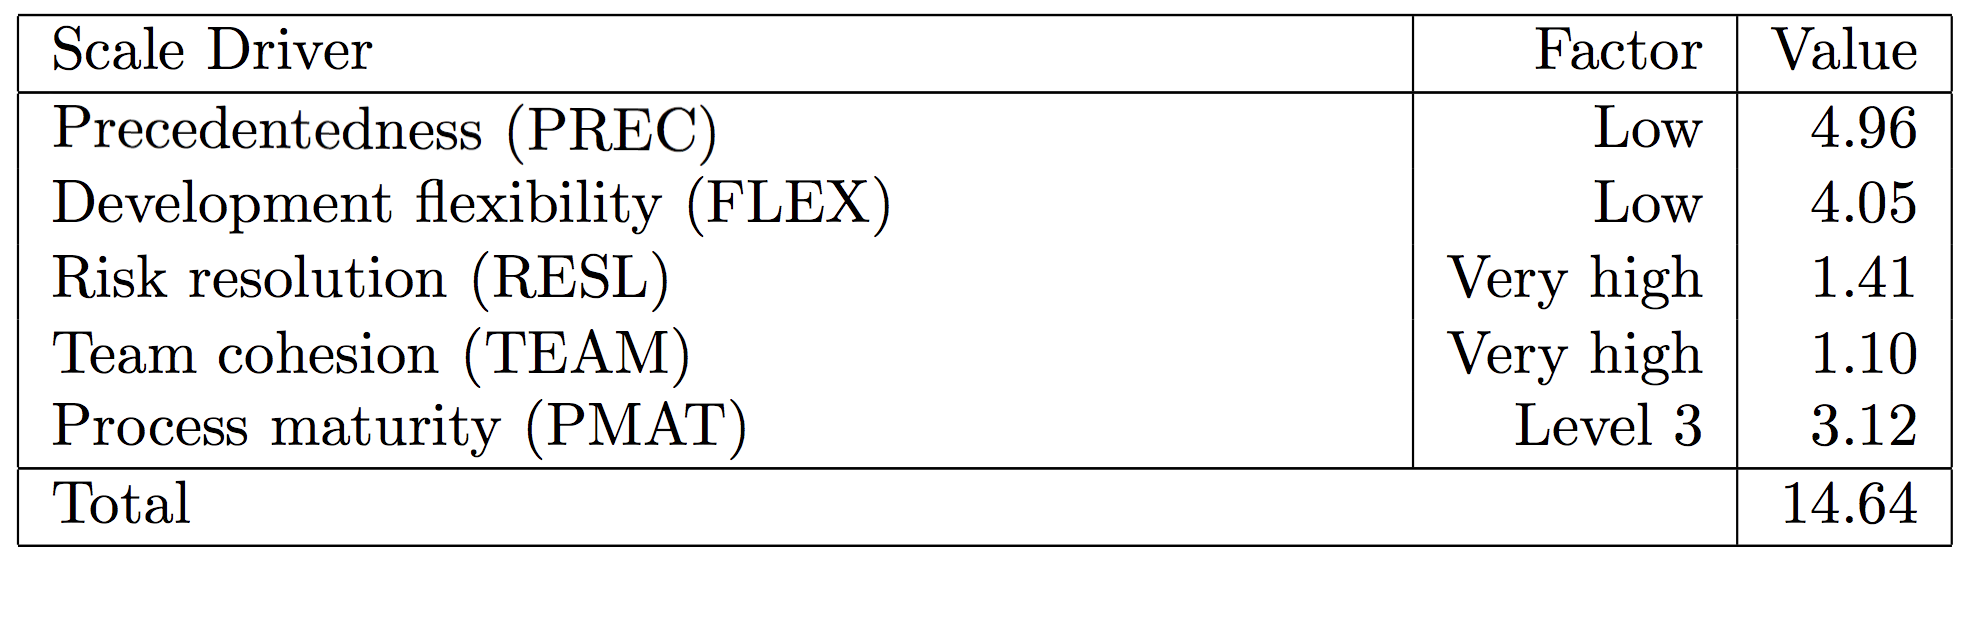 Scale Driver Factor Value
Precedentedness (PREC) Low 4.96
Development flexibility (FLEX) Low 4.05
Risk resolution (RESL) Very high 1.41
Team cohesion (TEAM) Very high 1.10
Process maturity (PMAT) Level 3 3.12
Total 14.64